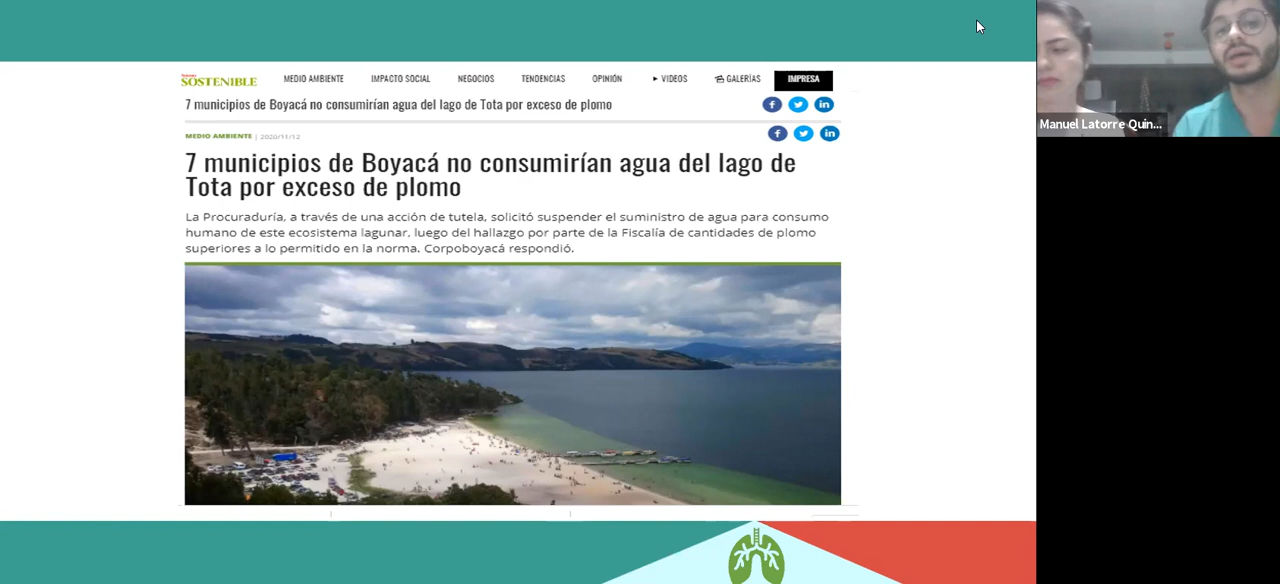 SOSTENIBLE MEDIO AMBIENTE IMPACTO SOCIAL NEGOCIOS TENDENCIAS OPINIÓN VIDEOS GALERÍAS IMPRESA
7 municipios de Boyacá no consumirían agua del lago de Tota por exceso de plomo
MEDIO AMBIENTE | 2020/11/12
7 municipios de Boyacá no consumirían agua del lago de
Tota por exceso de plomo
La Procuraduría, a través de una acción de tutela, solicitó suspender el suministro de agua para consumo
humano de este ecosistema lagunar, luego del hallazgo por parte de la Fiscalía de cantidades de plomo
superiores a lo permitido en la norma. Corpoboyacá respondió.
Manuel Latorre Quin...